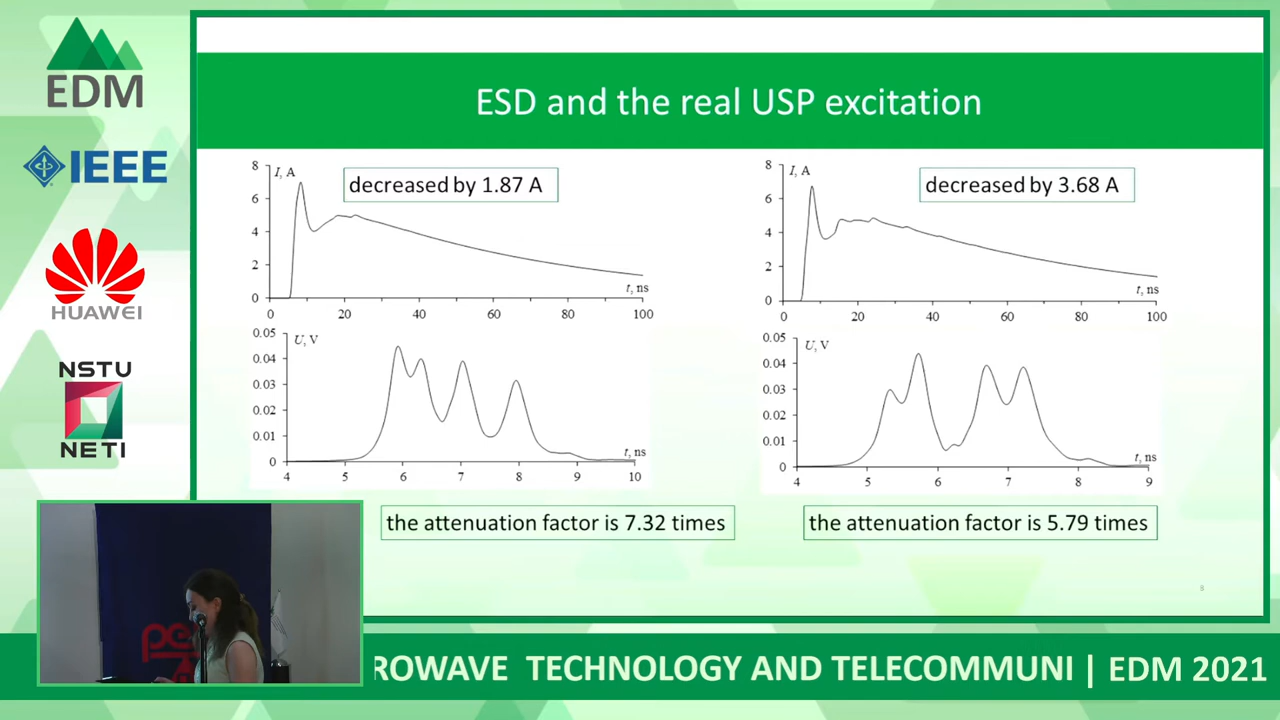 EDM
IEEE
HUAWEI
NSTU
NETI
ESD and the real USP excitation
8
6
4
2
0
I, A
decreased by 1.87 A
t, ns
0 20 40 60 80 100
8
6
4
2
0
I, A
decreased by 3.68 A
t, ns
0 20 40 60 80 100
0.05
0.04
0.03
0.02
0.01
0
U, V
t, ns
4 5 6 7 8 9 10
0.05
0.04
0.03
0.02
0.01
0
U, V
t, ns
4 5 6 7 8 9
the attenuation factor is 7.32 times
the attenuation factor is 5.79 times
8
ROWAVE TECHNOLOGY AND TELECOMMUNI | EDM 2021